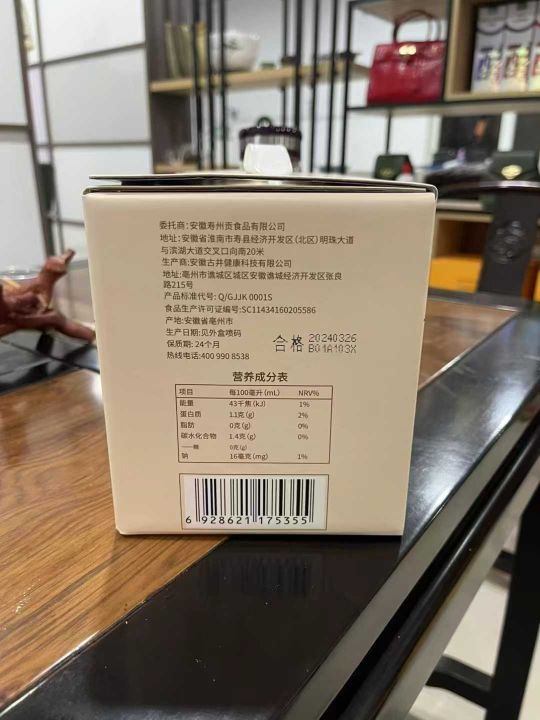 委托商:安徽寿州贡食品有限公司
地址:安徽省淮南市寿县经济开发区(北区)明珠大道
与滨湖大道交叉口向南20米
生产商:安徽古井健康科技有限公司
地址:亳州市谯城区城区安徽谯城经济开发区张良
路215号
产品标准代号: Q/GJJK 0001S
食品生产许可证编号:SC11434160205586
产地:安徽省亳州市
生产日期:见外盒喷码
保质期: 24个月
热线电话:400 990 8538
合格 20240326
B01A103X
营养成分表
项目 每100毫升(mL) NRV%
能量 43千焦(kJ) 1%
蛋白质 1.1克(g) 2%
脂肪 0克(g) 0%
碳水化合物 1.4克(g) 0%
——糖 0克(g)
钠 16毫克(mg) 1%
6 928621 175355